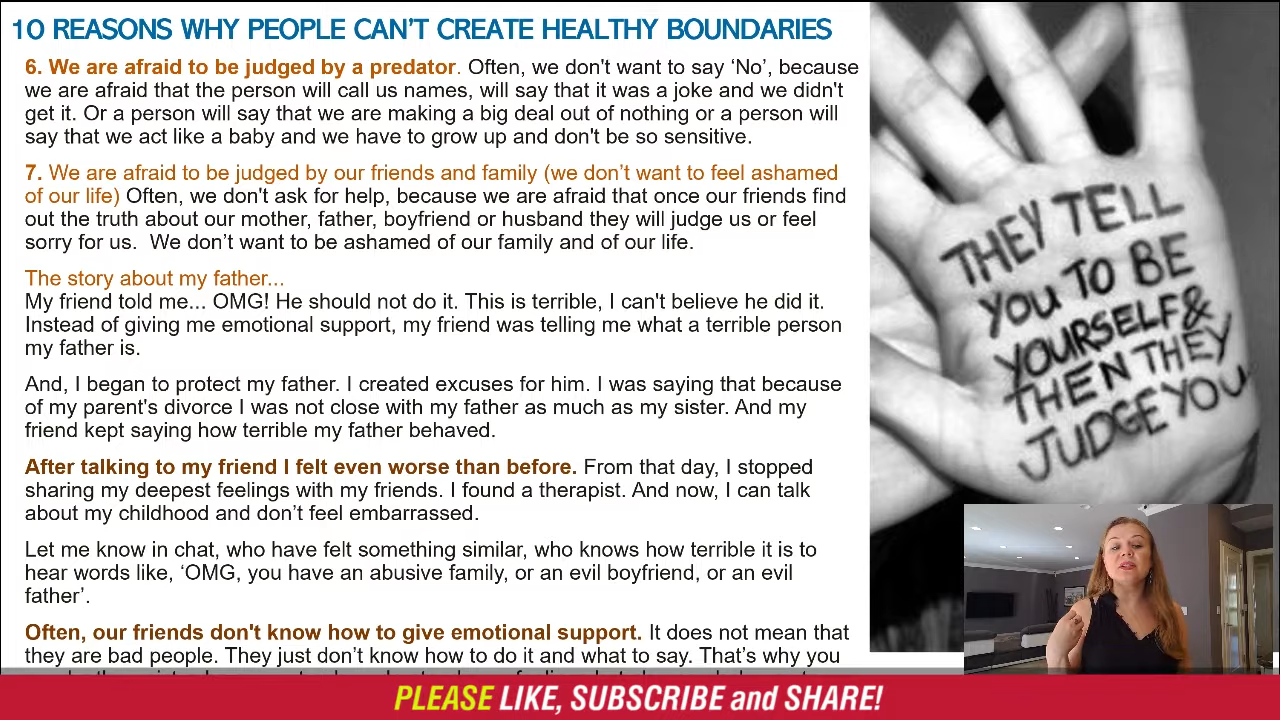 10 REASONS WHY PEOPLE CAN'T CREATE HEALTHY BOUNDARIES
6. We are afraid to be judged by a predator. Often, we don't want to say ‘No’, because
we are afraid that the person will call us names, will say that it was a joke and we didn't
get it. Or a person will say that we are making a big deal out of nothing or a person will
say that we act like a baby and we have to grow up and don't be so sensitive.
7. We are afraid to be judged by our friends and family (we don’t want to feel ashamed
of our life) Often, we don't ask for help, because we are afraid that once our friends find
out the truth about our mother, father, boyfriend or husband they will judge us or feel
sorry for us. We don’t want to be ashamed of our family and of our life.
The story about my father...
My friend told me... OMG! He should not do it. This is terrible, I can't believe he did it.
Instead of giving me emotional support, my friend was telling me what a terrible person
my father is.
And, I began to protect my father. I created excuses for him. I was saying that because
of my parent's divorce I was not close with my father as much as my sister. And my
friend kept saying how terrible my father behaved.
After talking to my friend I felt even worse than before. From that day, I stopped
sharing my deepest feelings with my friends. I found a therapist. And now, I can talk
about my childhood and don’t feel embarrassed.
Let me know in chat, who have felt something similar, who knows how terrible it is to
hear words like, ‘OMG, you have an abusive family, or an evil boyfriend, or an evil
father’.
Often, our friends don't know how to give emotional support. It does not mean that
they are bad people. They just don’t know how to do it and what to say. That’s why you
THEY TELL
YOU TO BE
YOURSELF&
THEN THEY
JUDGE YOU
PLEASE LIKE, SUBSCRIBE and SHARE!